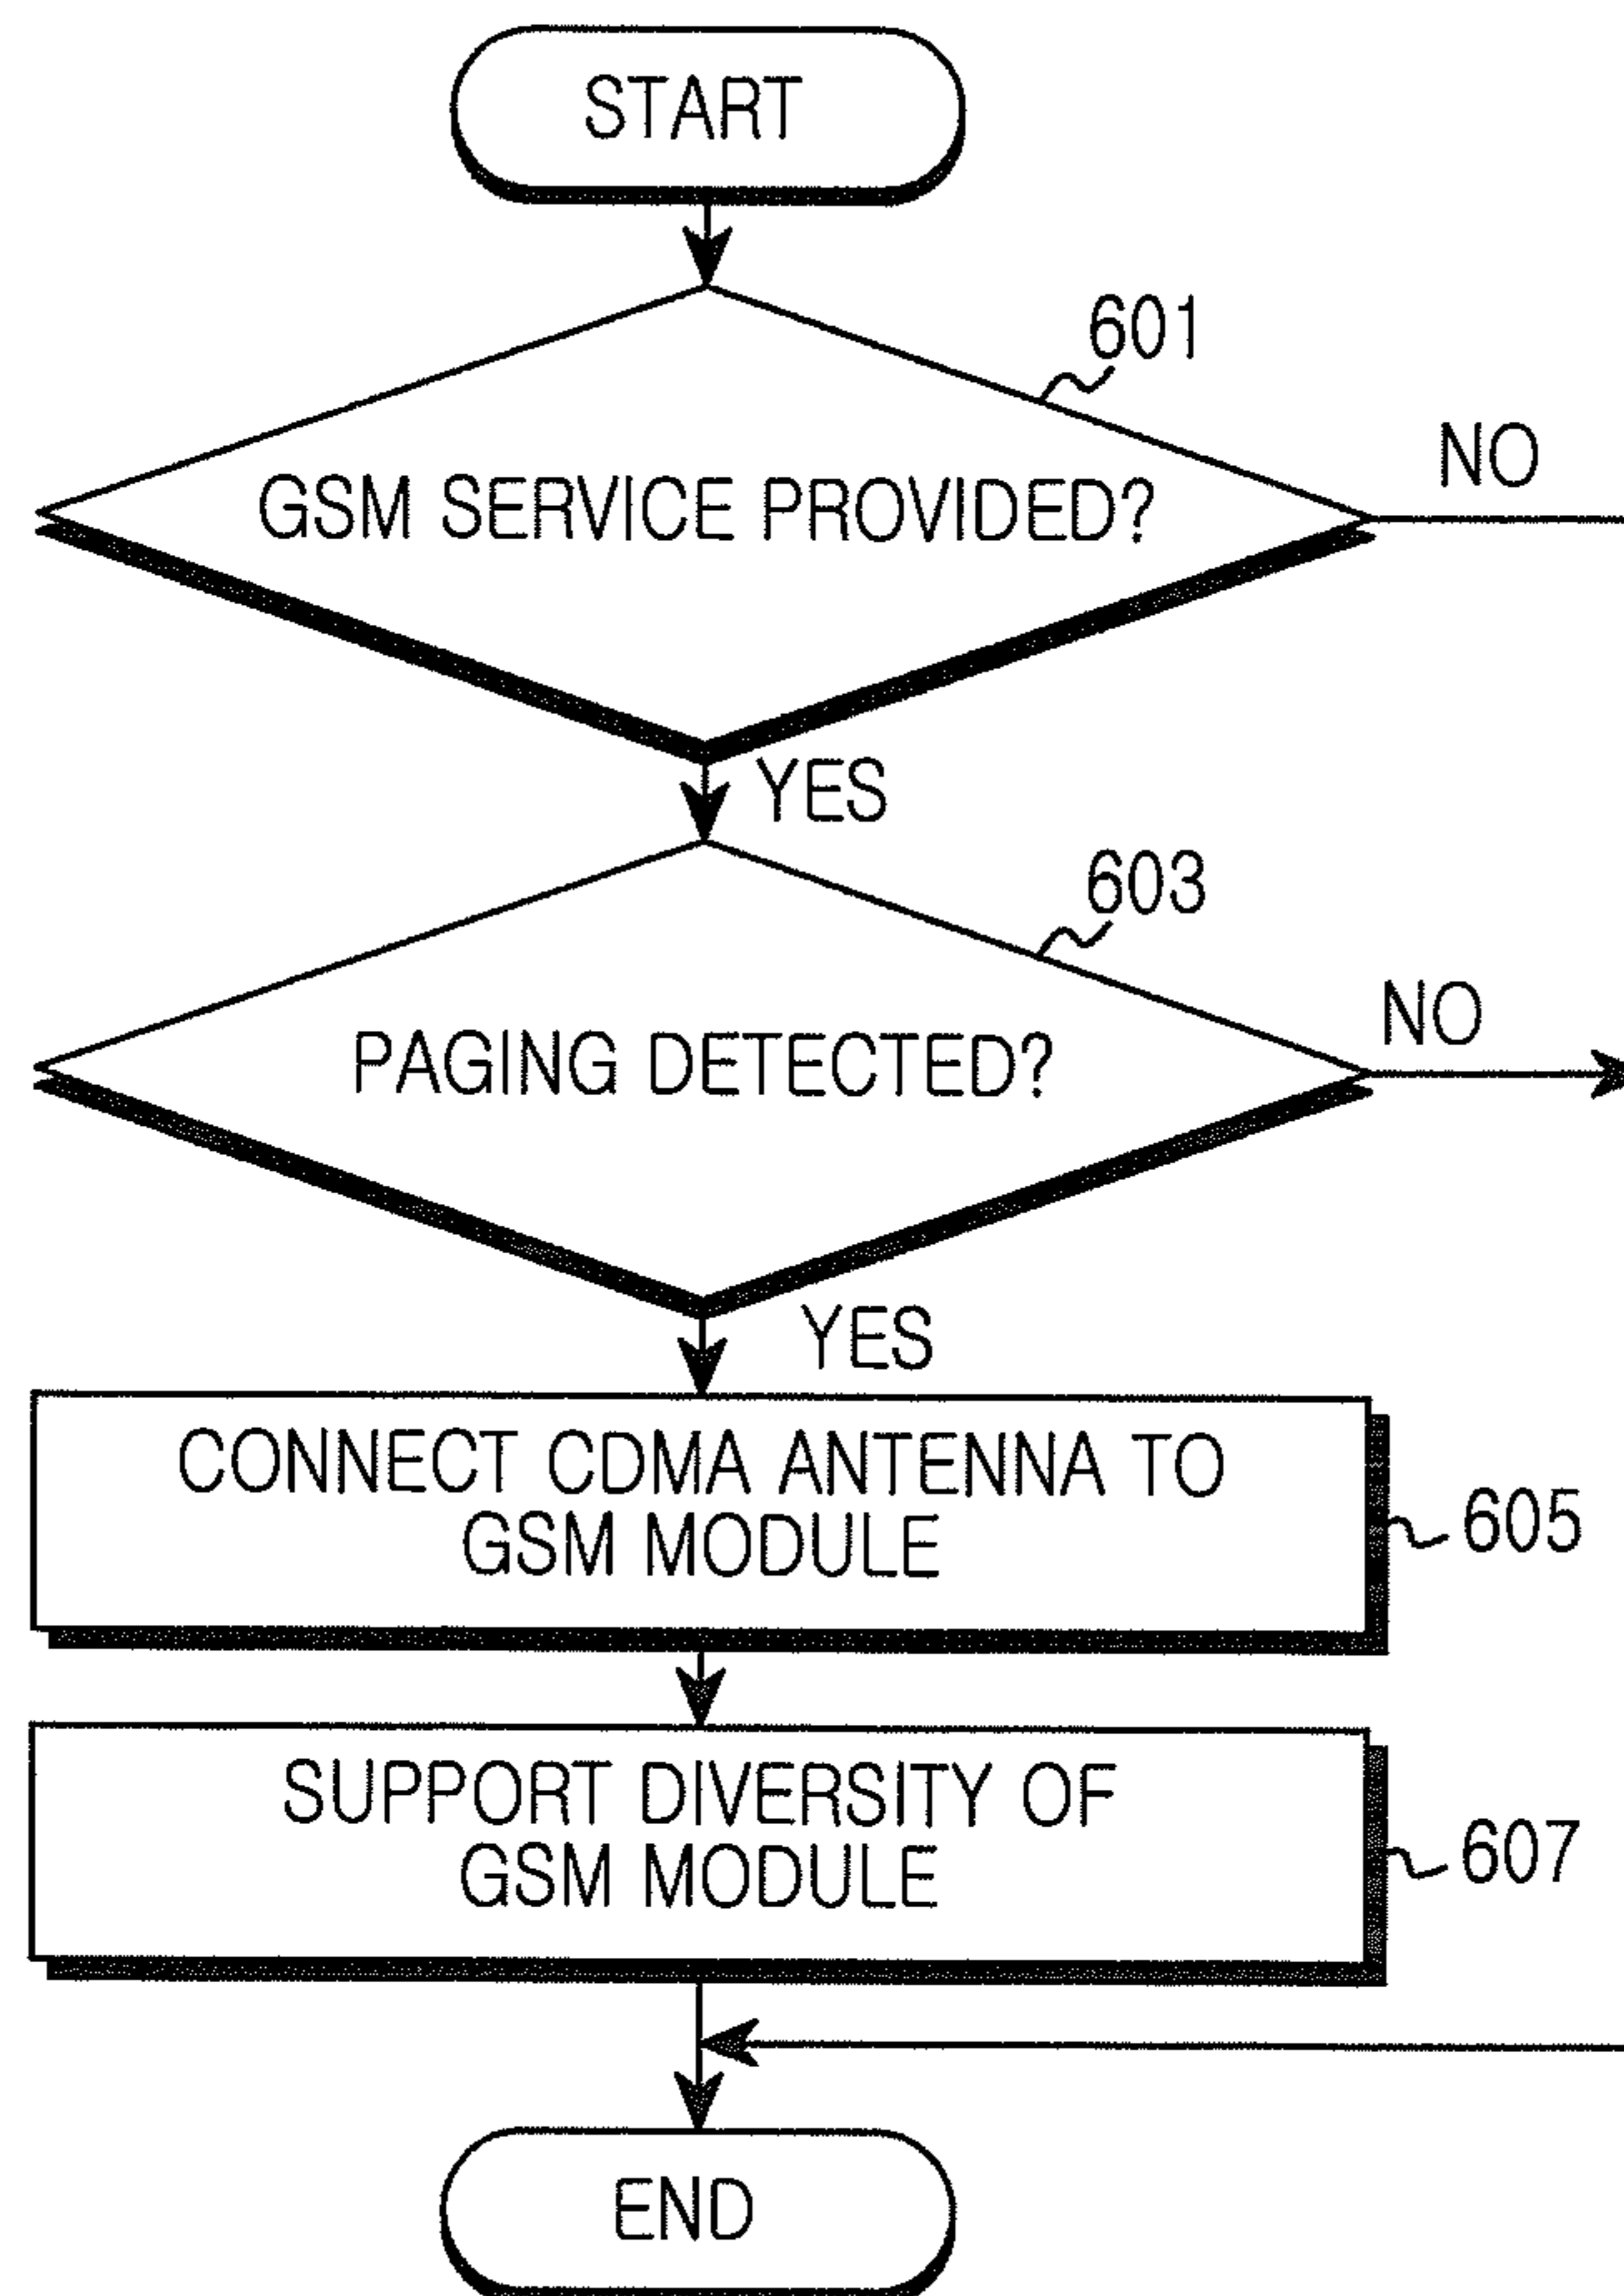 START
601
NO
GSM SERVICE PROVIDED?
YES
603
NO
PAGING DETECTED?
YES
CONNECT CDMA ANTENNA TO
GSM MODULE
605
SUPPORT DIVERSITY OF
GSM MODULE
607
END